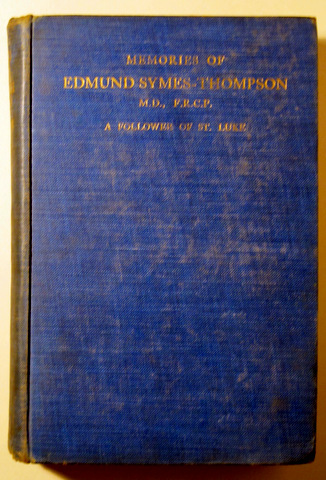 MEMORIES OF
EDMUND SYMES-THOMPSON
M.D., F.R.C.P.
A FOLLOWER OF ST. LUKE